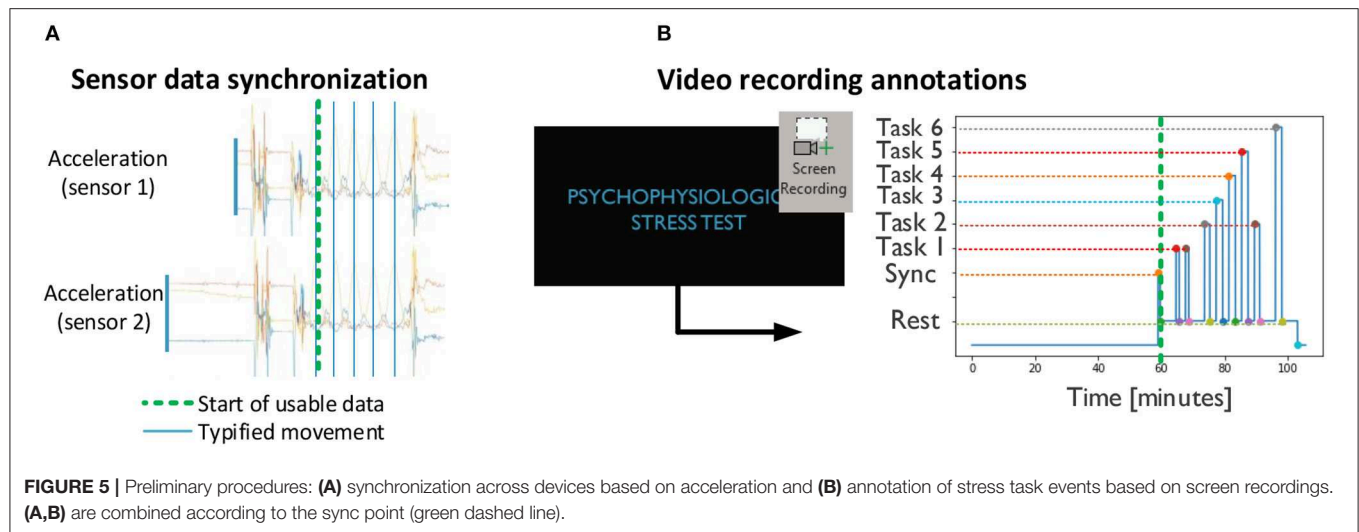 A
Sensor data synchronization
Acceleration
(sensor 1)
Acceleration
(sensor 2)
Start of usable data
Typified movement
B
Video recording annotations
PSYCHOPHYSIOLOGIC
STRESS TEST
Screen
Recording
Task 6
Task 5
Task 4
Task 3
Task 2
Task 1
Sync
Rest
0 20 40 60 80 100
Time [minutes]
FIGURE 5 | Preliminary procedures: (A) synchronization across devices based on acceleration and (B) annotation of stress task events based on screen recordings.
(A,B) are combined according to the sync point (green dashed line).